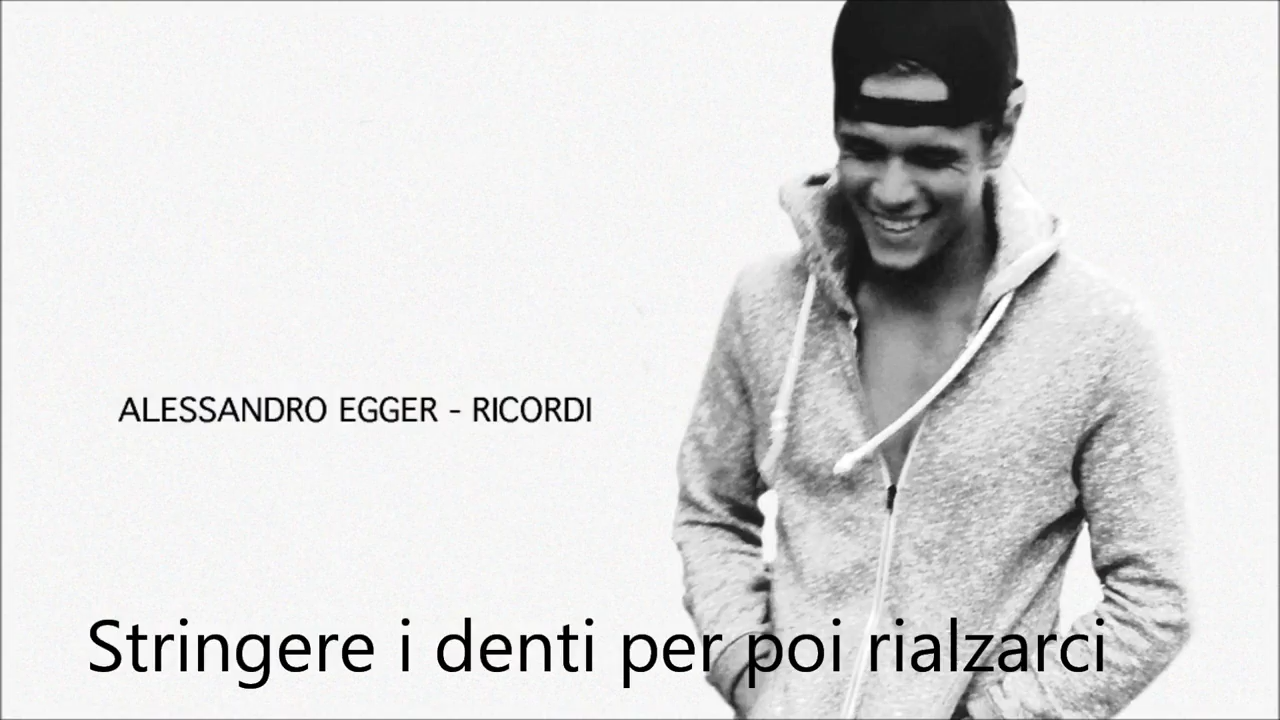 ALESSANDRO EGGER - RICORDI
Stringere i denti per poi rialzarci